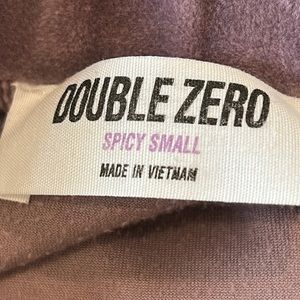 DOUBLE ZERO
SPICY SMALL
MADE IN VIETNAM